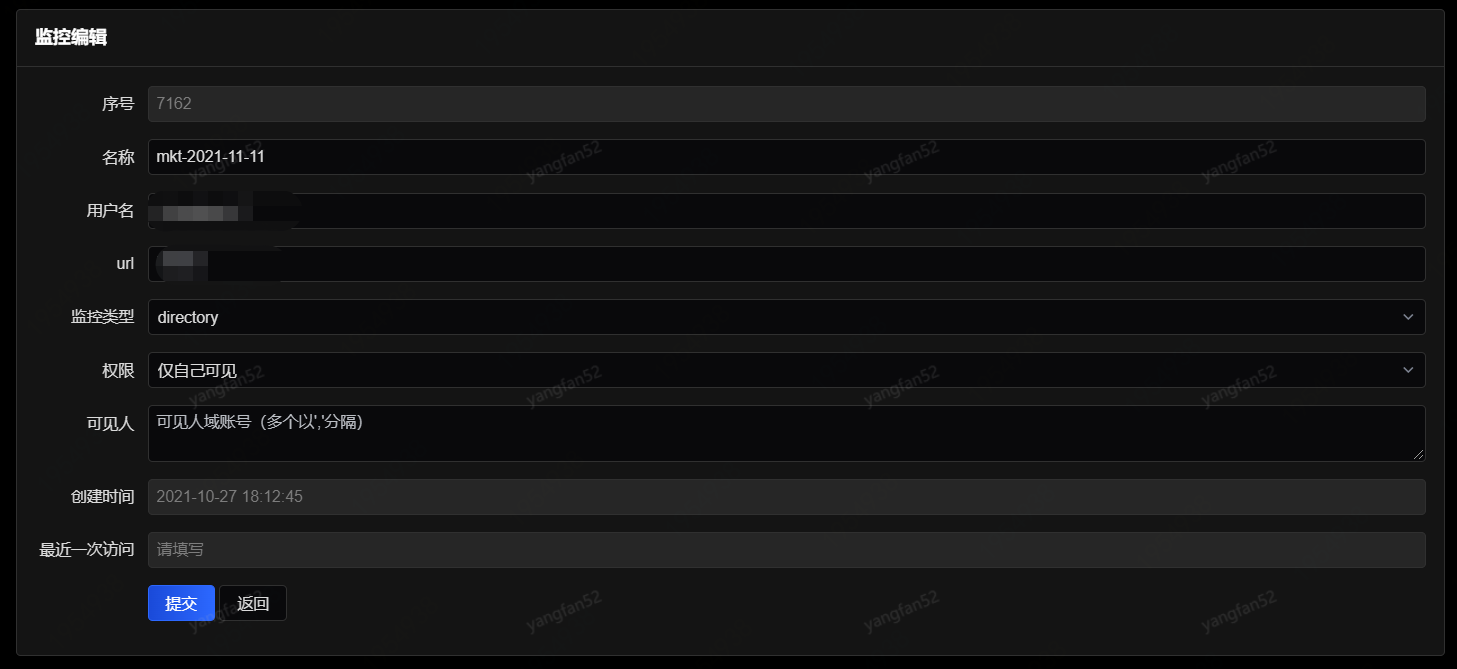 监控编辑
序号 7162
名称 mkt-2021-11-11
yangfan52 yangfan52 yangfan52 yangfan52
用户名
url
监控类型 directory
权限 仅自己可见
yangfan52 yangfan52 yangfan52 yangfan52
可见人 可见人域账号（多个以','分隔）
创建时间 2021-10-27 18:12:45
最近一次访问 请填写
提交 返回
yangfan52 yangfan52 yangfan52 yangfan52